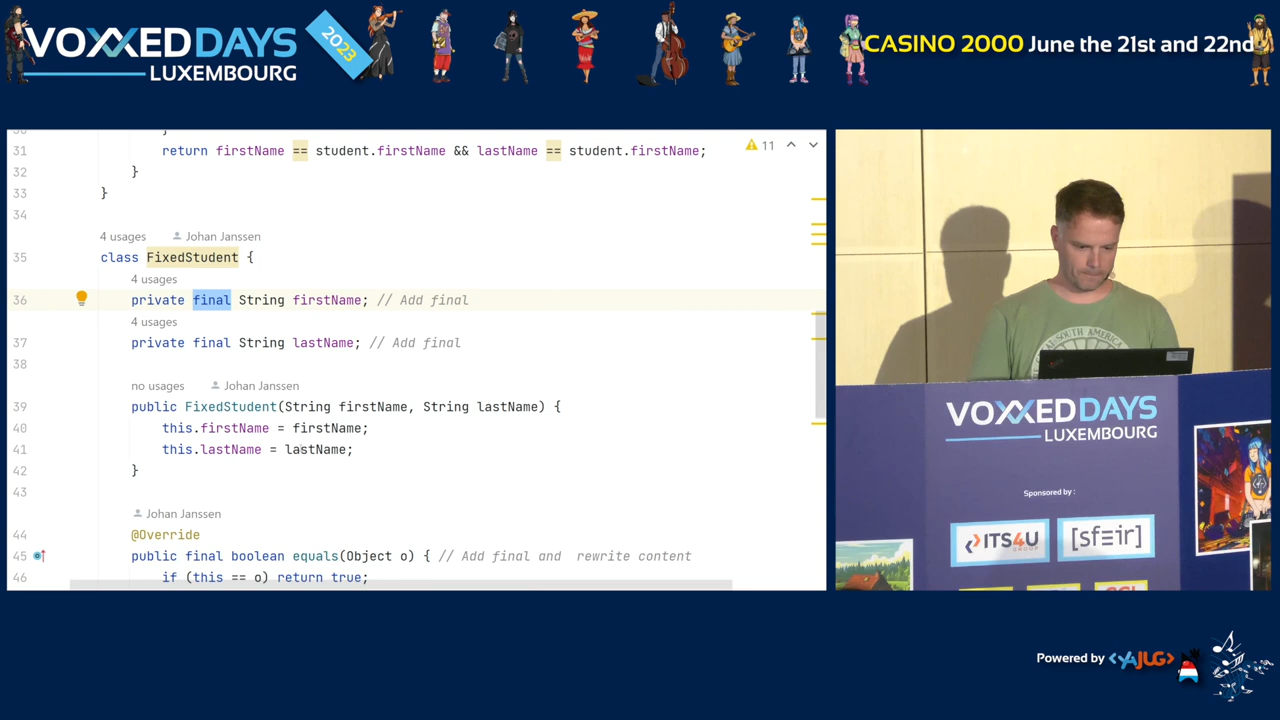 VOXXED DAYS
LUXEMBOURG
2023
CASINO 2000 June the 21st and 22nd
31 return firstName == student.firstName && lastName == student.firstName;
11
32 }
33 }
34
4 usages Johan Janssen
35 class FixedStudent {
4 usages
36 private final String firstName; // Add final
4 usages
37 private final String lastName; // Add final
38
no usages Johan Janssen
39 public FixedStudent(String firstName, String lastName) {
40 this.firstName = firstName;
41 this.lastName = lastName;
42 }
43
Johan Janssen
44 @Override
45 public final boolean equals(Object o) { // Add final and rewrite content
46 if (this == o) return true;
VOXXED DAYS
LUXEMBOURG
Sponsored by :
ITS4U
GROUP
[sfeir]
Powered by <YAJUG>